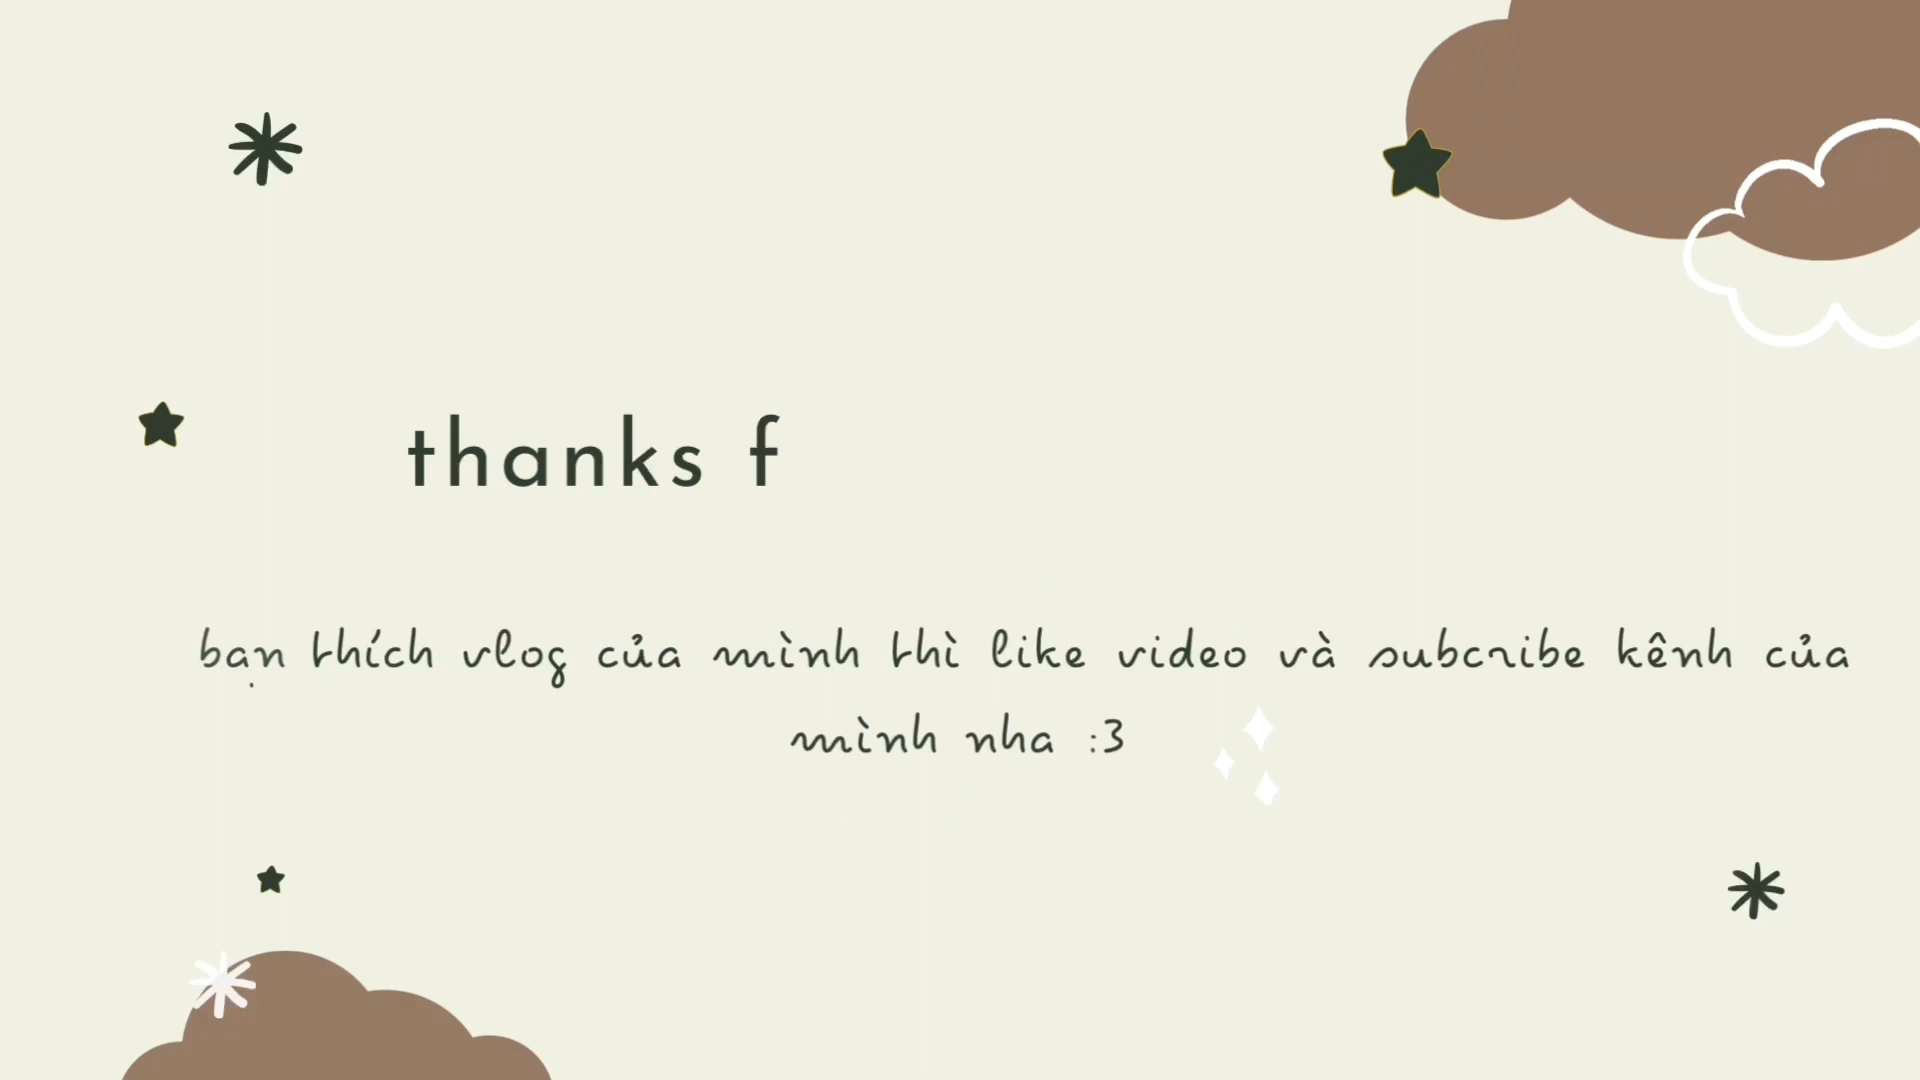 thanks f
bạn thích vlog của mình thì like video và subcribe kênh của
mình nha :3